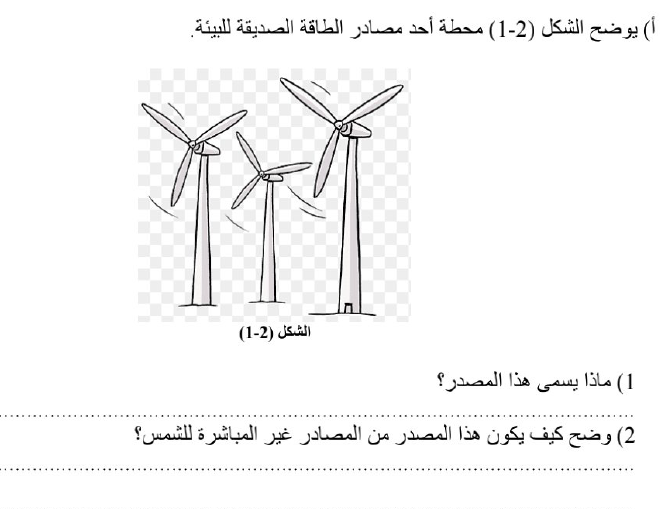 أ) يوضح الشكل (2-1) محطة أحد مصادر الطاقة الصديقة للبيئة.
الشكل (2-1)
1) ماذا يسمى هذا المصدر؟
2) وضح كيف يكون هذا المصدر من المصادر غير المباشرة للشمس؟